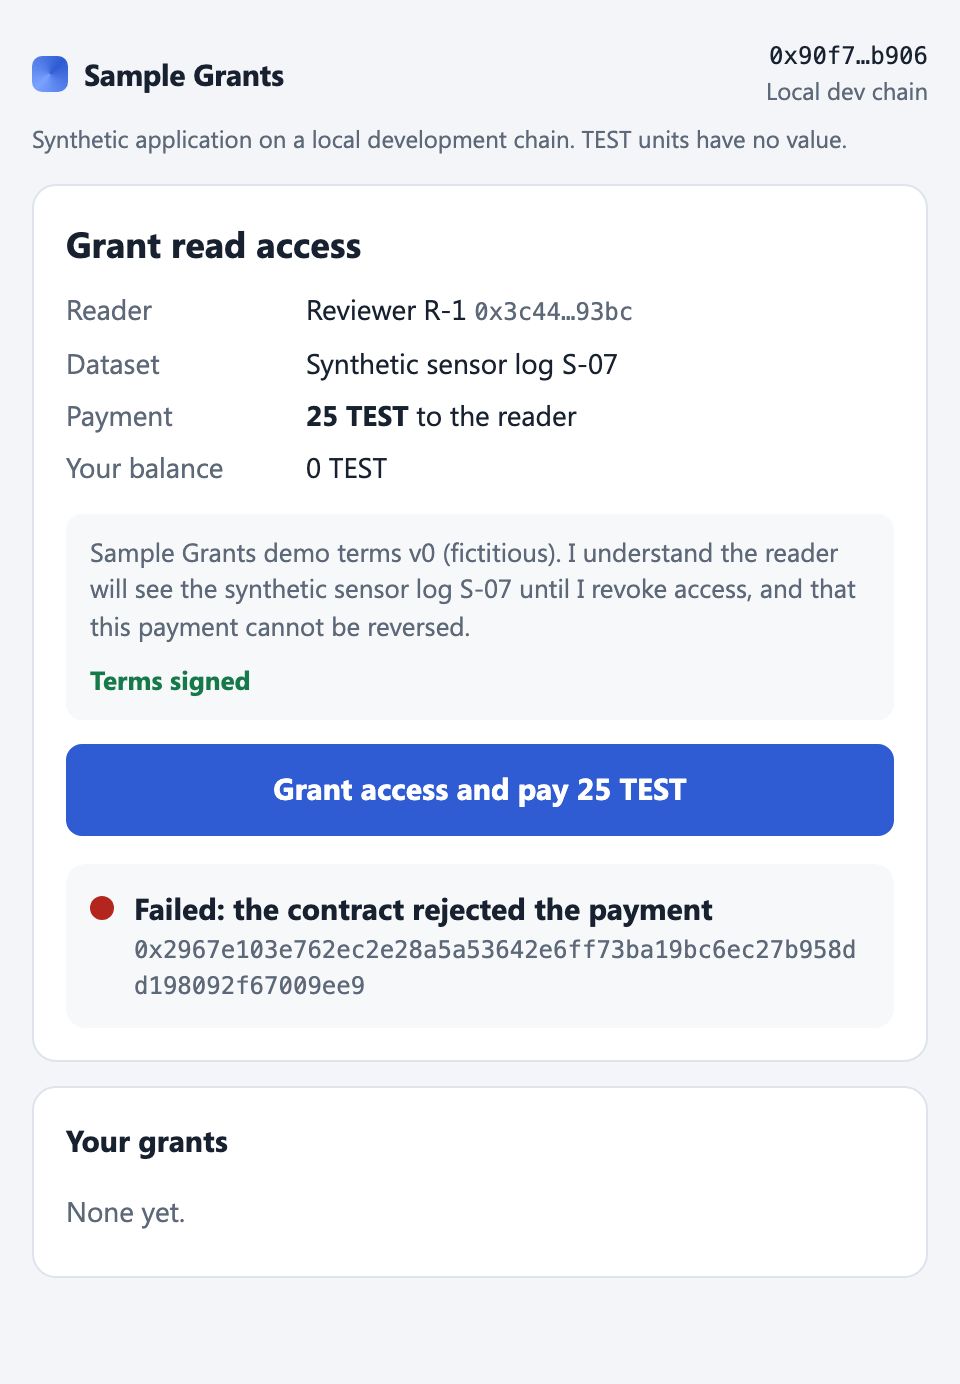 Sample Grants
0x90f7…b906
Local dev chain
Synthetic application on a local development chain. TEST units have no value.
Grant read access
Reader Reviewer R-1 0x3c44…93bc
Dataset Synthetic sensor log S-07
Payment 25 TEST to the reader
Your balance 0 TEST
Sample Grants demo terms v0 (fictitious). I understand the reader
will see the synthetic sensor log S-07 until I revoke access, and that
this payment cannot be reversed.
Terms signed
Grant access and pay 25 TEST
Failed: the contract rejected the payment
0x2967e103e762ec2e28a5a53642e6ff73ba19bc6ec27b958d
d198092f67009ee9
Your grants
None yet.